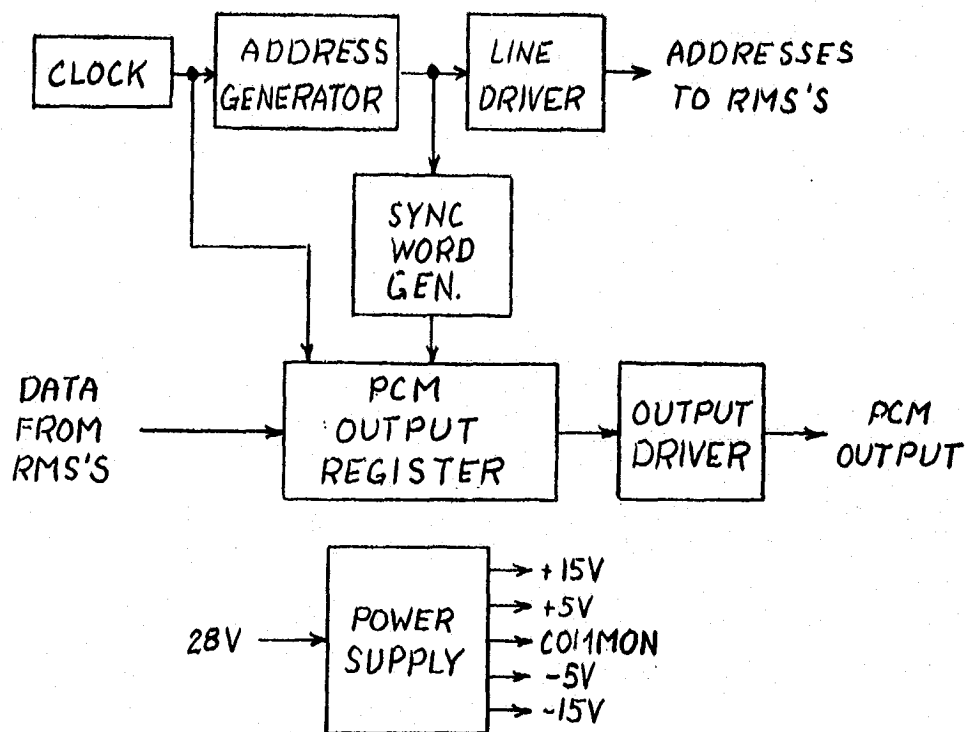 CLOCK
ADDRESS
GENERATOR
LINE
DRIVER
ADDRESSES
TO RMS'S
SYNC
WORD
GEN.
DATA
FROM
RMS'S
PCM
OUTPUT
REGISTER
OUTPUT
DRIVER
PCM
OUTPUT
28V
POWER
SUPPLY
+15V
+5V
COMMON
-5V
-15V